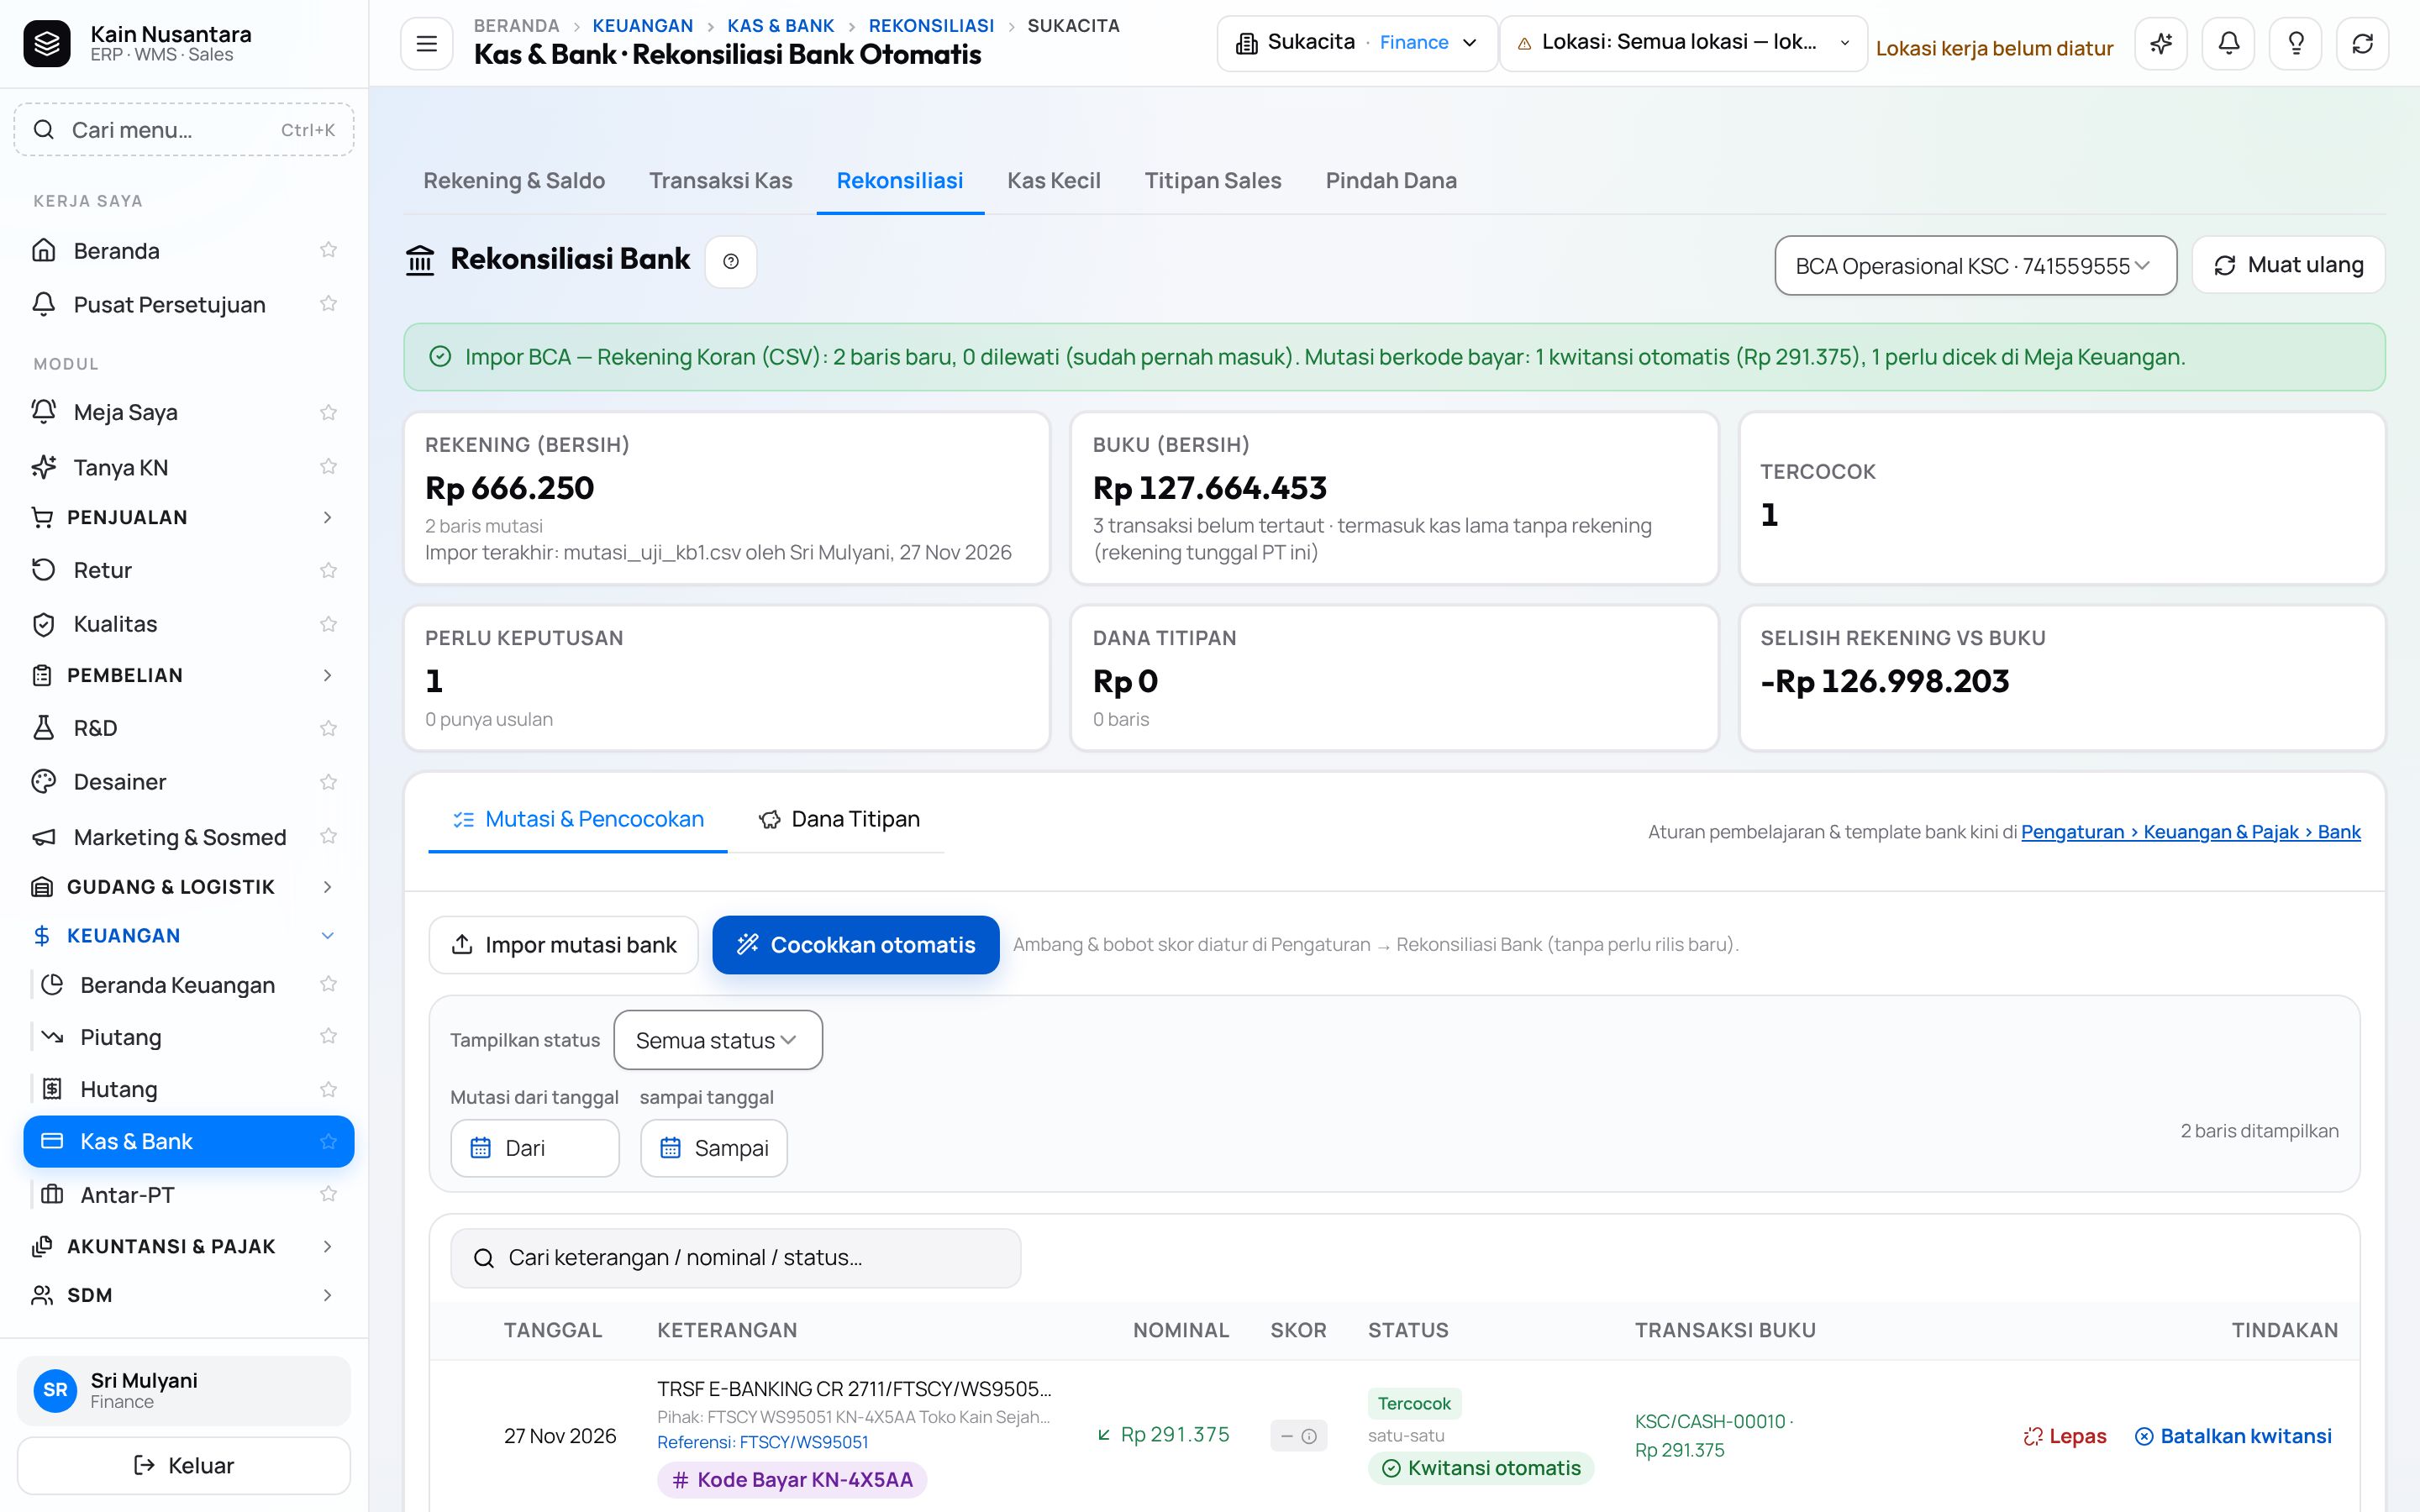 Kain Nusantara
ERP · WMS · Sales
Cari menu...
Ctrl+K
KERJA SAYA
Beranda
Pusat Persetujuan
MODUL
Meja Saya
Tanya KN
PENJUALAN
Retur
Kualitas
PEMBELIAN
R&D
Desainer
Marketing & Sosmed
GUDANG & LOGISTIK
KEUANGAN
Beranda Keuangan
Piutang
Hutang
Kas & Bank
Antar-PT
AKUNTANSI & PAJAK
SDM
SR
Sri Mulyani
Finance
Keluar
BERANDA > KEUANGAN > KAS & BANK > REKONSILIASI > SUKACITA
Kas & Bank · Rekonsiliasi Bank Otomatis
Sukacita · Finance
Lokasi: Semua lokasi — lok...
Lokasi kerja belum diatur
Rekening & Saldo
Transaksi Kas
Rekonsiliasi
Kas Kecil
Titipan Sales
Pindah Dana
Rekonsiliasi Bank
BCA Operasional KSC · 741559555
Muat ulang
Impor BCA — Rekening Koran (CSV): 2 baris baru, 0 dilewati (sudah pernah masuk). Mutasi berkode bayar: 1 kwitansi otomatis (Rp 291.375), 1 perlu dicek di Meja Keuangan.
REKENING (BERSIH)
Rp 666.250
2 baris mutasi
Impor terakhir: mutasi_uji_kb1.csv oleh Sri Mulyani, 27 Nov 2026
BUKU (BERSIH)
Rp 127.664.453
3 transaksi belum tertaut · termasuk kas lama tanpa rekening
(rekening tunggal PT ini)
TERCOCOK
1
PERLU KEPUTUSAN
1
0 punya usulan
DANA TITIPAN
Rp 0
0 baris
SELISIH REKENING VS BUKU
-Rp 126.998.203
Mutasi & Pencocokan
Dana Titipan
Aturan pembelajaran & template bank kini di Pengaturan › Keuangan & Pajak › Bank
Impor mutasi bank
Cocokkan otomatis
Ambang & bobot skor diatur di Pengaturan → Rekonsiliasi Bank (tanpa perlu rilis baru).
Tampilkan status
Semua status
Mutasi dari tanggal
sampai tanggal
Dari
Sampai
2 baris ditampilkan
Cari keterangan / nominal / status...
TANGGAL
KETERANGAN
NOMINAL
SKOR
STATUS
TRANSAKSI BUKU
TINDAKAN
27 Nov 2026
TRSF E-BANKING CR 2711/FTSCY/WS9505...
Pihak: FTSCY WS95051 KN-4X5AA Toko Kain Sejah...
Referensi: FTSCY/WS95051
# Kode Bayar KN-4X5AA
Rp 291.375
—
Tercocok
satu-satu
Kwitansi otomatis
KSC/CASH-00010 ·
Rp 291.375
Lepas
Batalkan kwitansi